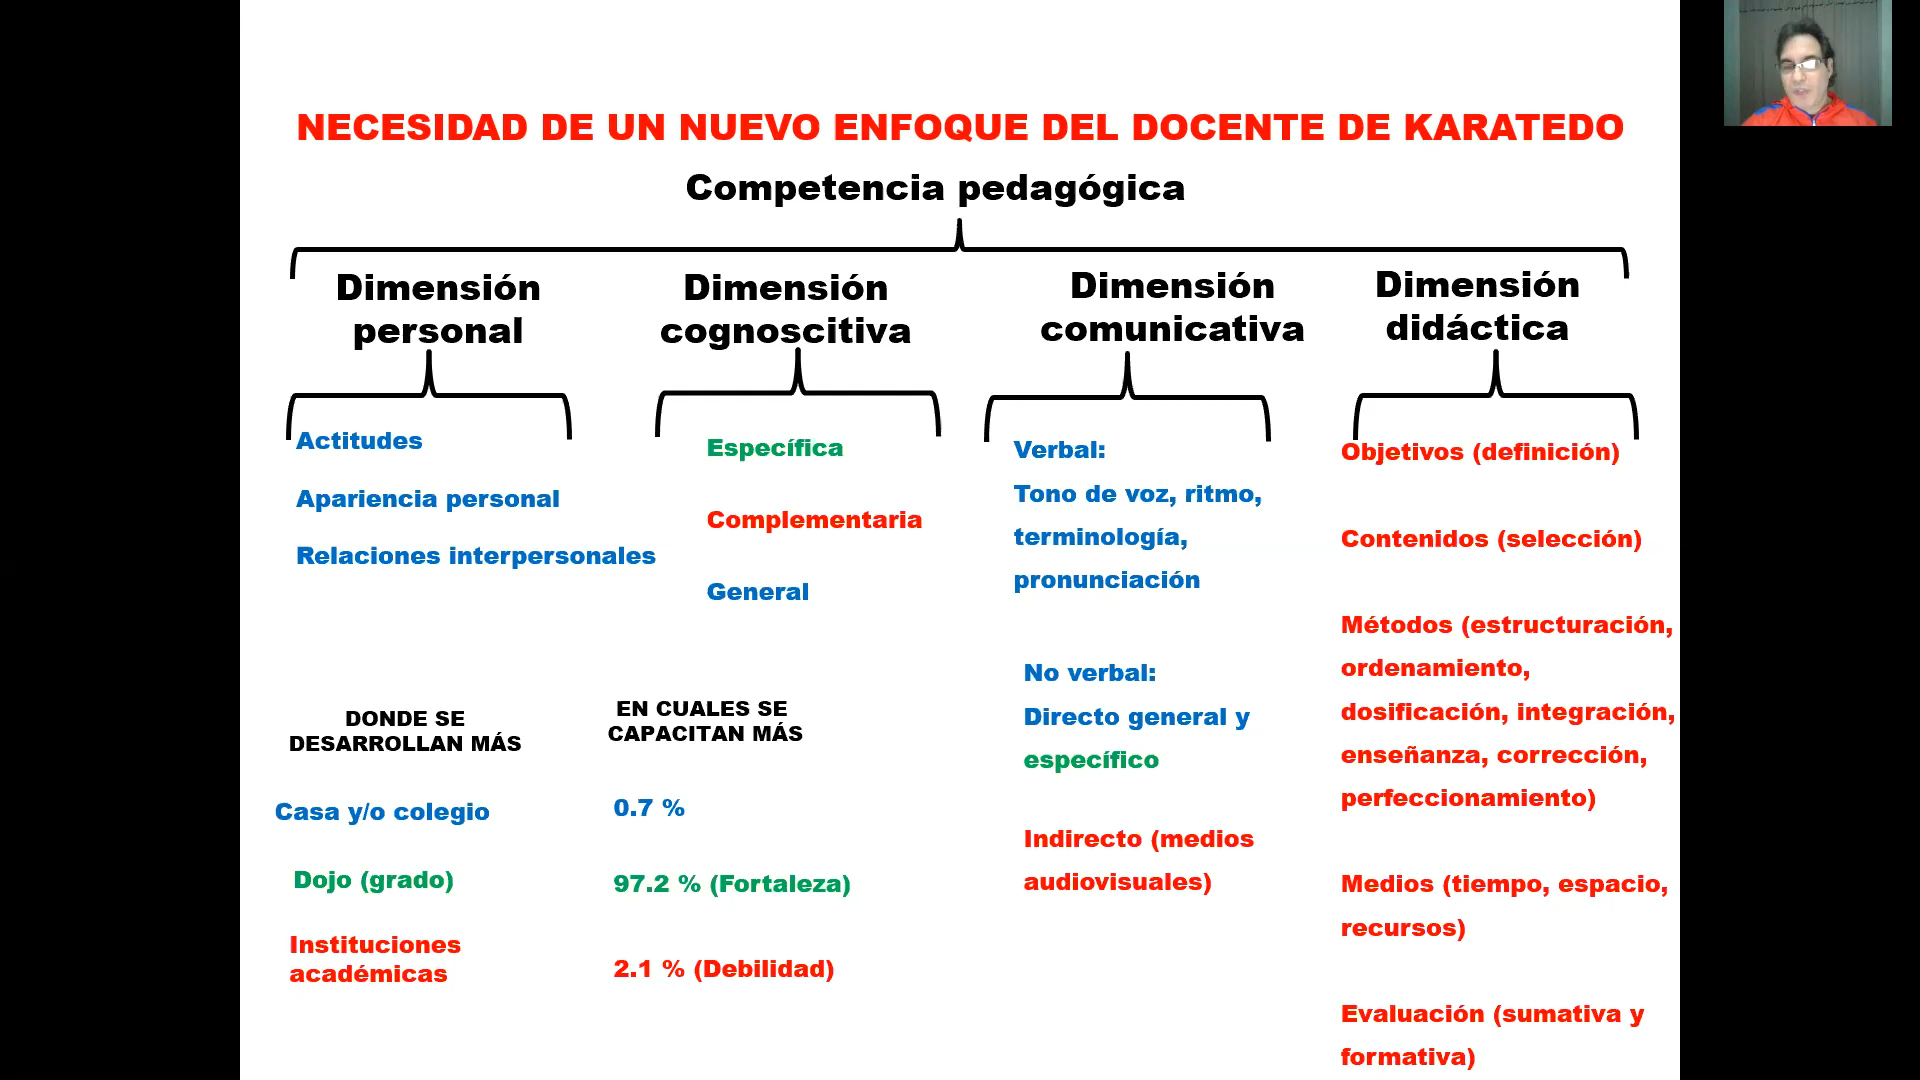 NECESIDAD DE UN NUEVO ENFOQUE DEL DOCENTE DE KARATEDO
Competencia pedagógica
Dimensión
personal
Actitudes
Apariencia personal
Relaciones interpersonales
Dimensión
cognoscitiva
Específica
Complementaria
General
Dimensión
comunicativa
Verbal:
Tono de voz, ritmo,
terminología,
pronunciación
No verbal:
Directo general y
específico
Indirecto (medios
audiovisuales)
Dimensión
didáctica
Objetivos (definición)
Contenidos (selección)
Métodos (estructuración,
ordenamiento,
dosificación, integración,
enseñanza, corrección,
perfeccionamiento)
Medios (tiempo, espacio,
recursos)
Evaluación (sumativa y
formativa)
DONDE SE
DESARROLLAN MÁS
Casa y/o colegio
Dojo (grado)
Instituciones
académicas
EN CUALES SE
CAPACITAN MÁS
0.7 %
97.2 % (Fortaleza)
2.1 % (Debilidad)